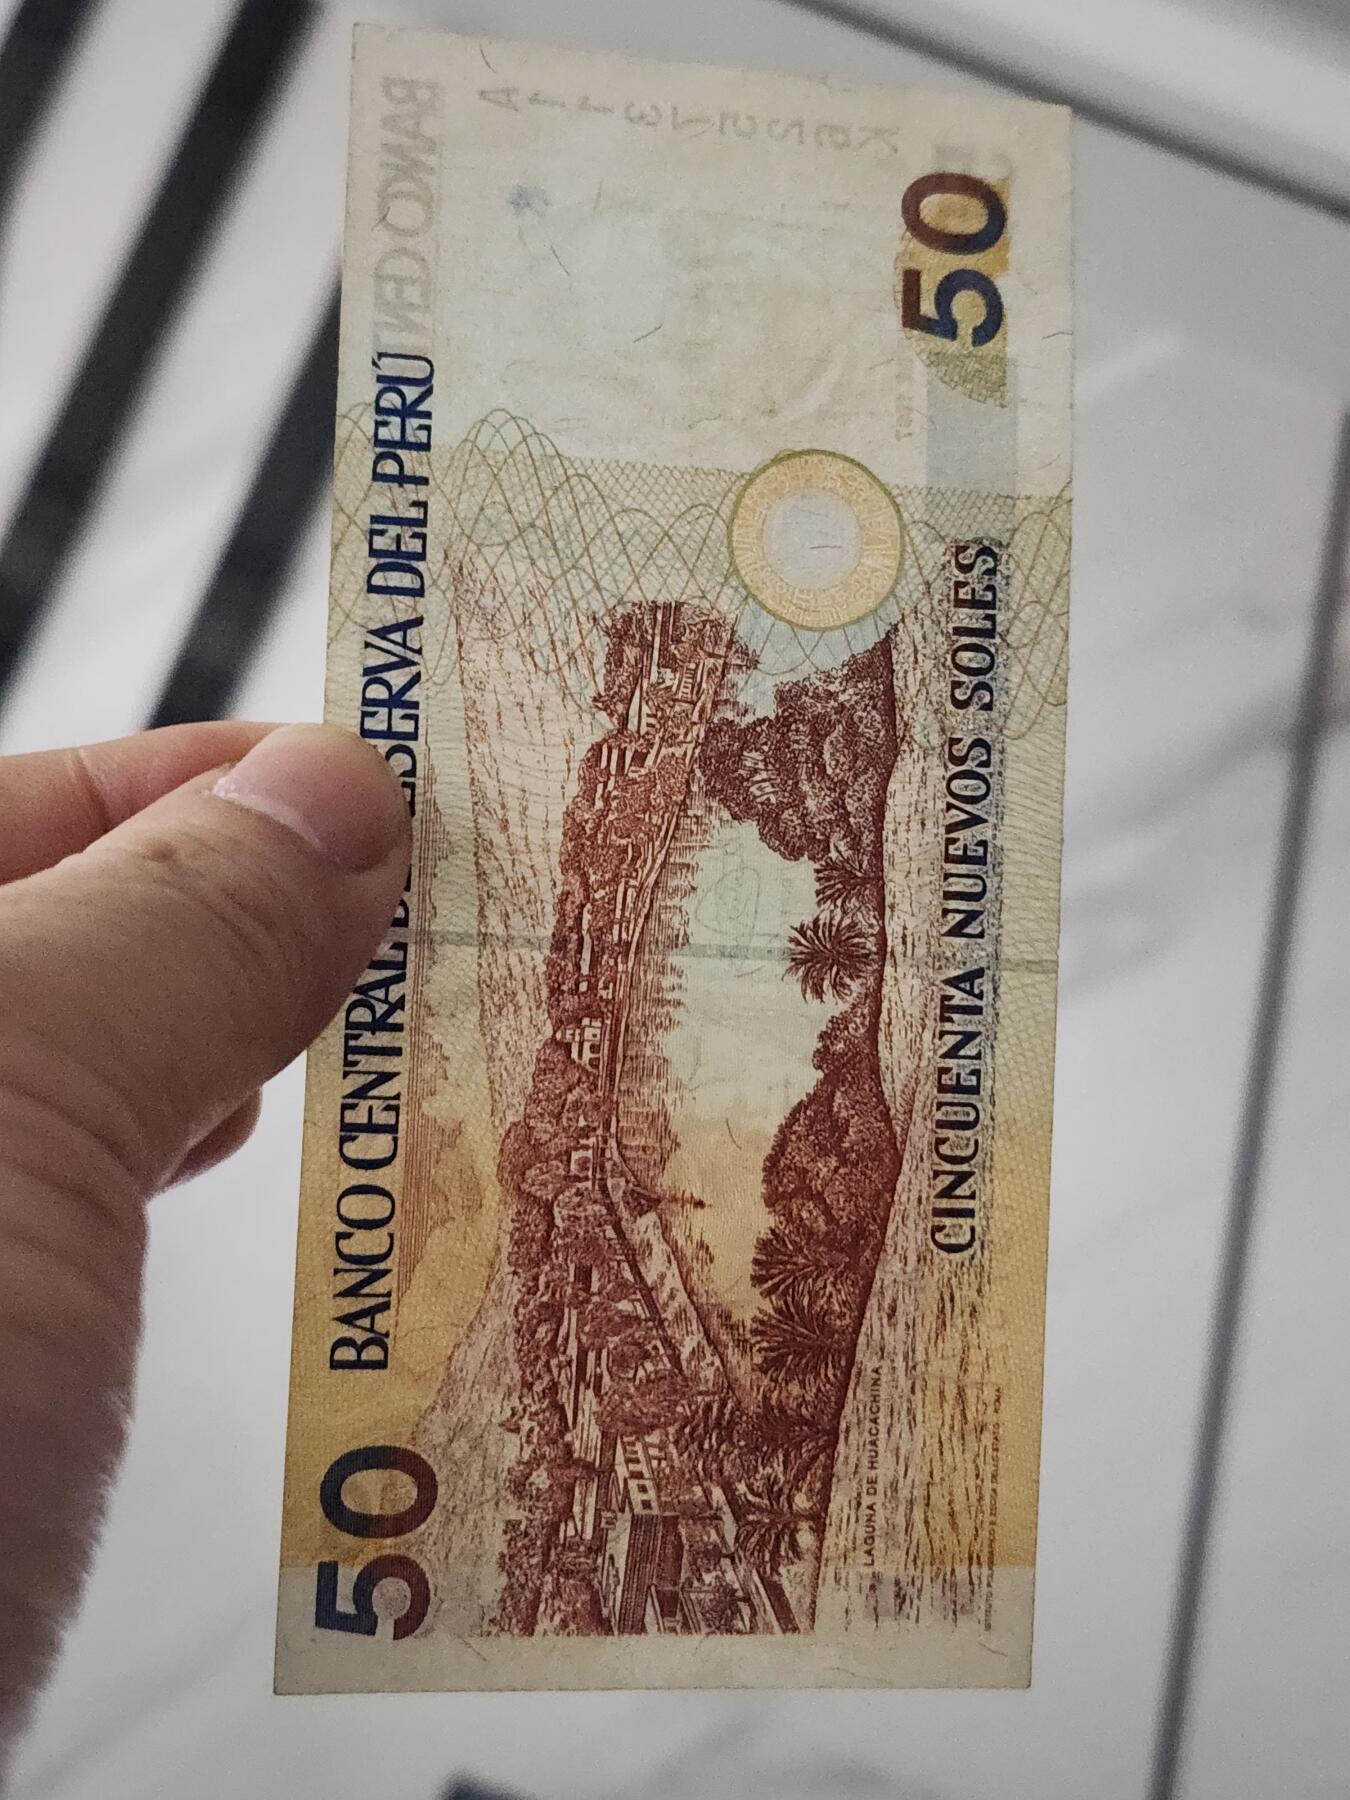 BANCO CENTRAL DE RESERVA DEL PERÚ
50
50
CINCUENTA NUEVOS SOLES
LAGUNA DE HUACACHINA